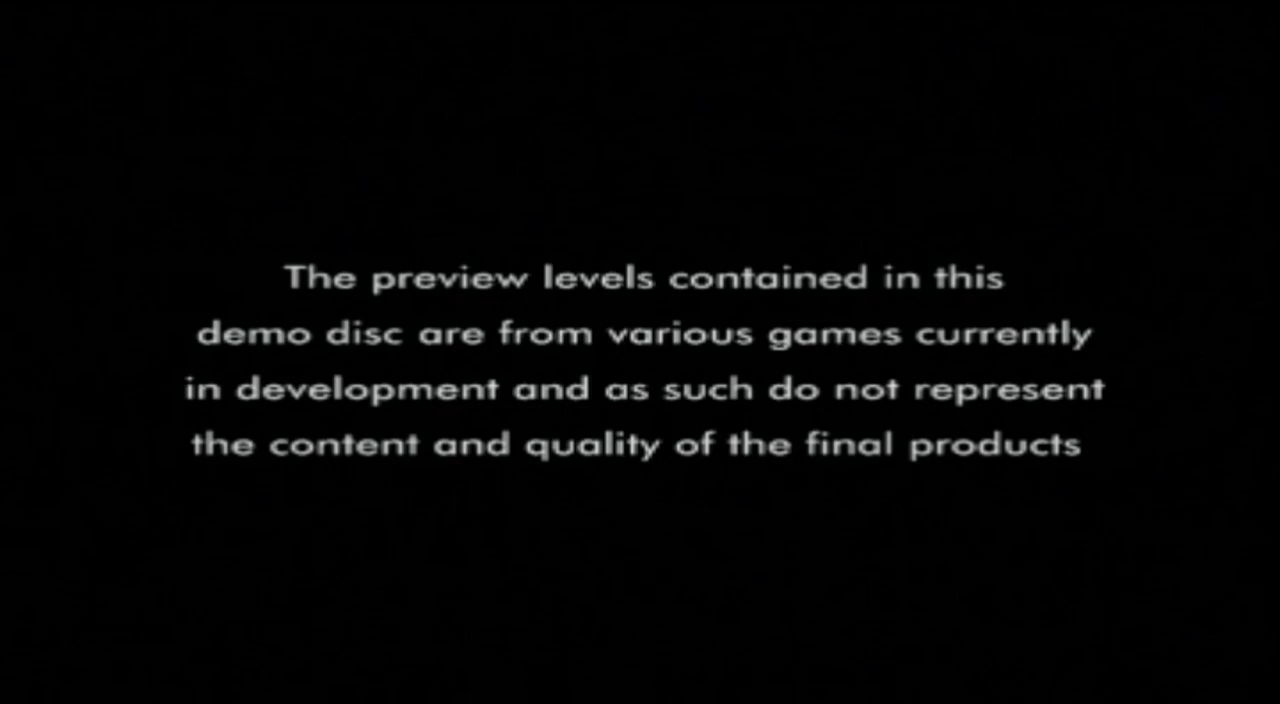 The preview levels contained in this
demo disc are from various games currently
in development and as such do not represent
the content and quality of the final products